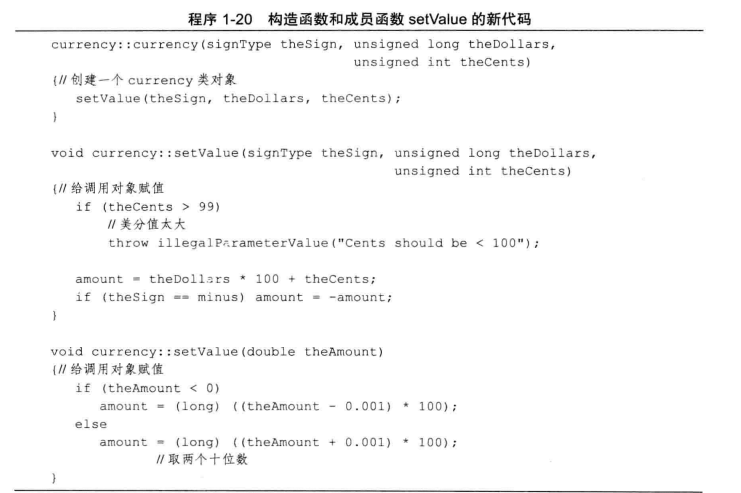 程序 1-20 构造函数和成员函数 setValue 的新代码
currency::currency(signType theSign, unsigned long theDollars,
unsigned int theCents)
{// 创建一个 currency 类对象
setValue(theSign, theDollars, theCents);
}
void currency::setValue(signType theSign, unsigned long theDollars,
unsigned int theCents)
{// 给调用对象赋值
if (theCents > 99)
// 美分值太大
throw illegalParameterValue("Cents should be < 100");
amount = theDollars * 100 + theCents;
if (theSign == minus) amount = -amount;
}
void currency::setValue(double theAmount)
{// 给调用对象赋值
if (theAmount < 0)
amount = (long) ((theAmount - 0.001) * 100);
else
amount = (long) ((theAmount + 0.001) * 100);
// 取两个十位数
}